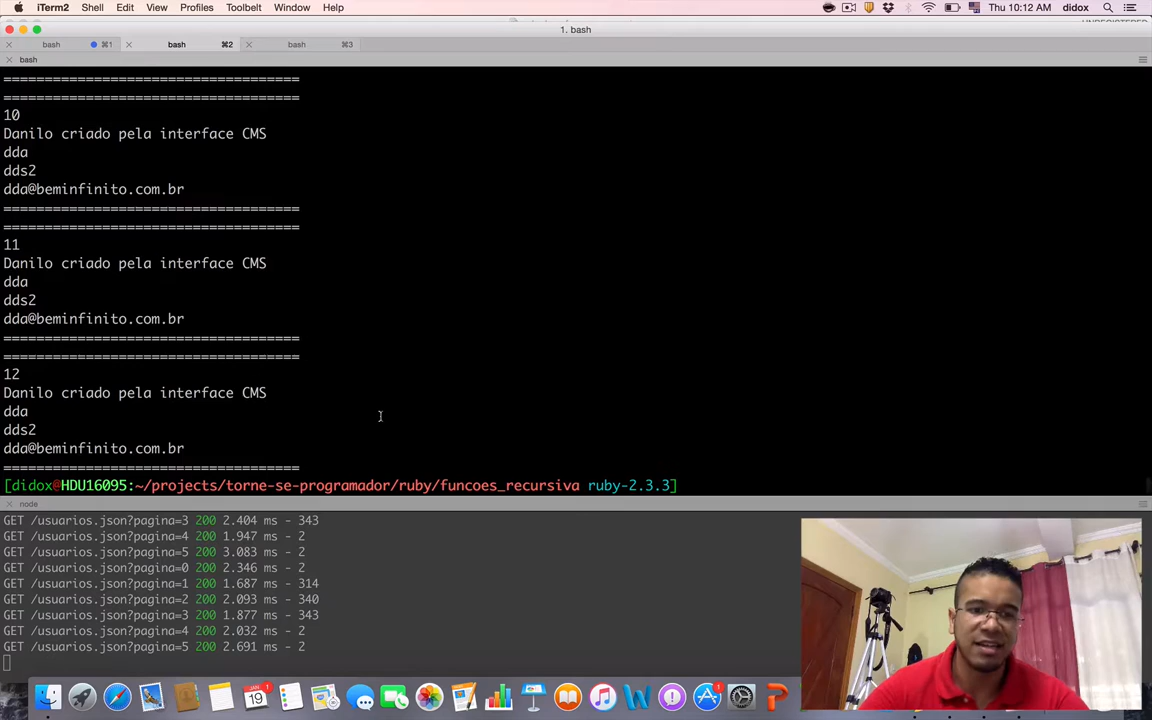 iTerm2 Shell Edit View Profiles Toolbelt Window Help Thu 10:12 AM didox
1. bash
bash ⌘1 bash ⌘2 bash ⌘3
bash
====================================
====================================
10
Danilo criado pela interface CMS
dda
dds2
dda@beminfinito.com.br
====================================
====================================
11
Danilo criado pela interface CMS
dda
dds2
dda@beminfinito.com.br
====================================
====================================
12
Danilo criado pela interface CMS
dda
dds2
dda@beminfinito.com.br
====================================
[didox@HDU16095:~/projects/torne-se-programador/ruby/funcoes_recursiva ruby-2.3.3]
node
GET /usuarios.json?pagina=3 200 2.404 ms - 343
GET /usuarios.json?pagina=4 200 1.947 ms - 2
GET /usuarios.json?pagina=5 200 3.083 ms - 2
GET /usuarios.json?pagina=0 200 2.346 ms - 2
GET /usuarios.json?pagina=1 200 1.687 ms - 314
GET /usuarios.json?pagina=2 200 2.093 ms - 340
GET /usuarios.json?pagina=3 200 1.877 ms - 343
GET /usuarios.json?pagina=4 200 2.032 ms - 2
GET /usuarios.json?pagina=5 200 2.691 ms - 2
19